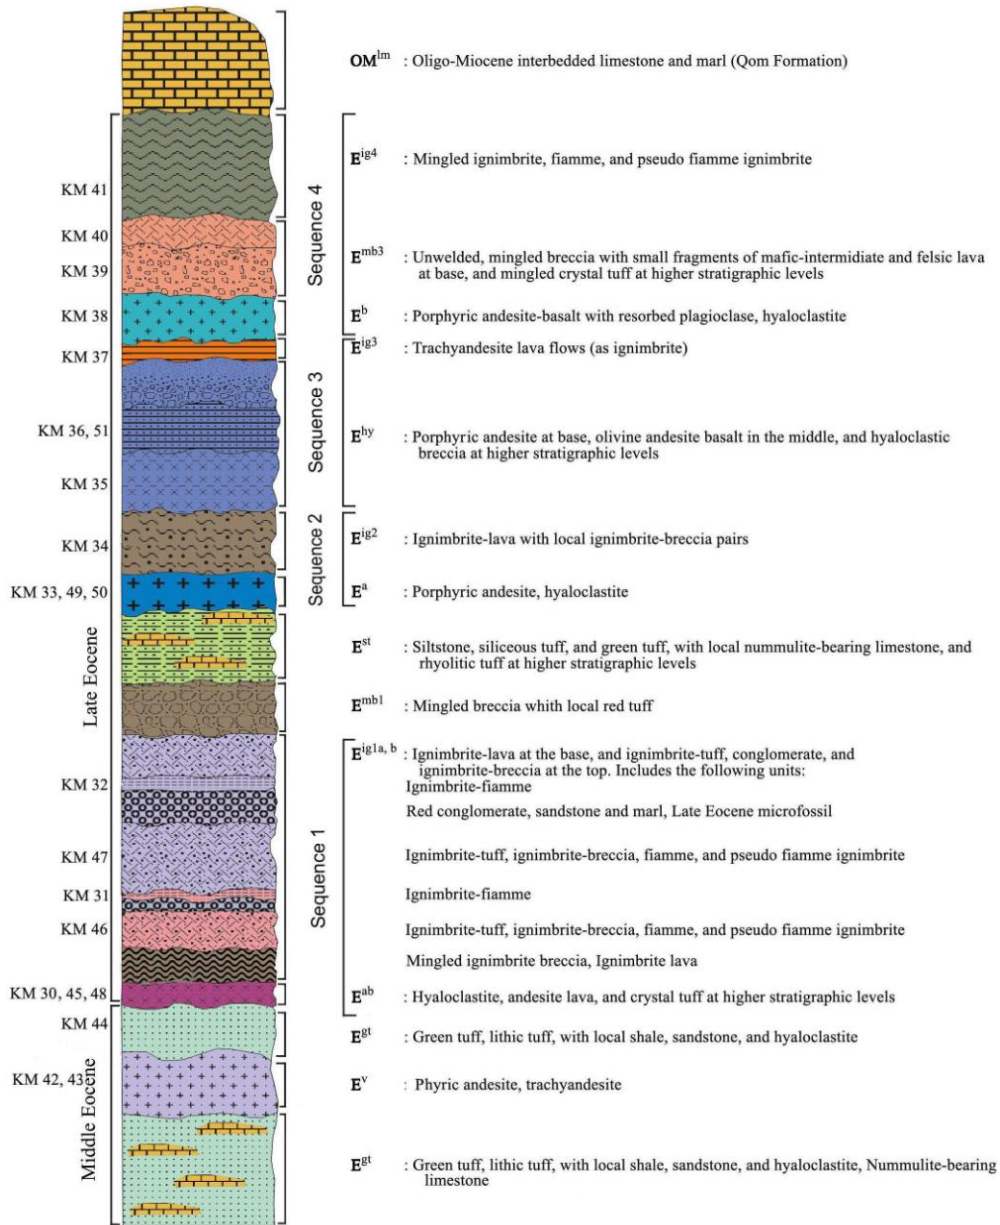 OM^lm : Oligo-Miocene interbedded limestone and marl (Qom Formation)
E^ig4 : Mingled ignimbrite, fiamme, and pseudo fiamme ignimbrite
KM 41
Sequence 4
KM 40
E^mb3 : Unwelded, mingled breccia with small fragments of mafic-intermidiate and felsic lava
at base, and mingled crystal tuff at higher stratigraphic levels
KM 39
KM 38
E^b : Porphyric andesite-basalt with resorbed plagioclase, hyaloclastite
E^ig3 : Trachyandesite lava flows (as ignimbrite)
KM 37
Sequence 3
KM 36, 51
E^hy : Porphyric andesite at base, olivine andesite basalt in the middle, and hyaloclastic
breccia at higher stratigraphic levels
KM 35
Sequence 2
KM 34
E^ig2 : Ignimbrite-lava with local ignimbrite-breccia pairs
KM 33, 49, 50
E^a : Porphyric andesite, hyaloclastite
Late Eocene
E^st : Siltstone, siliceous tuff, and green tuff, with local nummulite-bearing limestone, and
rhyolitic tuff at higher stratigraphic levels
E^mb1 : Mingled breccia whith local red tuff
E^ig1a, b : Ignimbrite-lava at the base, and ignimbrite-tuff, conglomerate, and
ignimbrite-breccia at the top. Includes the following units:
KM 32
Ignimbrite-fiamme
Red conglomerate, sandstone and marl, Late Eocene microfossil
Sequence 1
KM 47
Ignimbrite-tuff, ignimbrite-breccia, fiamme, and pseudo fiamme ignimbrite
KM 31
Ignimbrite-fiamme
KM 46
Ignimbrite-tuff, ignimbrite-breccia, fiamme, and pseudo fiamme ignimbrite
Mingled ignimbrite breccia, Ignimbrite lava
KM 30, 45, 48
E^ab : Hyaloclastite, andesite lava, and crystal tuff at higher stratigraphic levels
KM 44
E^gt : Green tuff, lithic tuff, with local shale, sandstone, and hyaloclastite
KM 42, 43
E^v : Phyric andesite, trachyandesite
Middle Eocene
E^gt : Green tuff, lithic tuff, with local shale, sandstone, and hyaloclastite, Nummulite-bearing
limestone